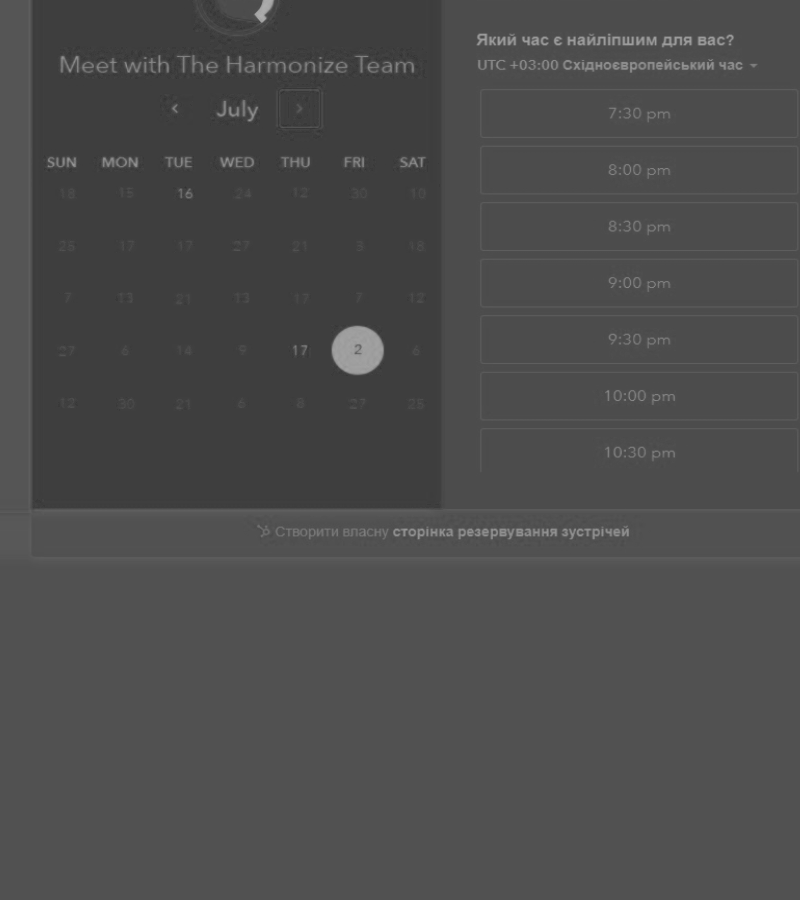 Meet with The Harmonize Team
July
SUN MON TUE WED THU FRI SAT
18 15 16 24 12 30 10
25 17 17 27 21 3 18
7 13 21 13 17 7 12
27 6 14 9 17 2 6
12 30 21 6 8 27 25
Який час є найліпшим для вас?
UTC +03:00 Східноєвропейський час
7:30 pm
8:00 pm
8:30 pm
9:00 pm
9:30 pm
10:00 pm
10:30 pm
Створити власну сторінка резервування зустрічей